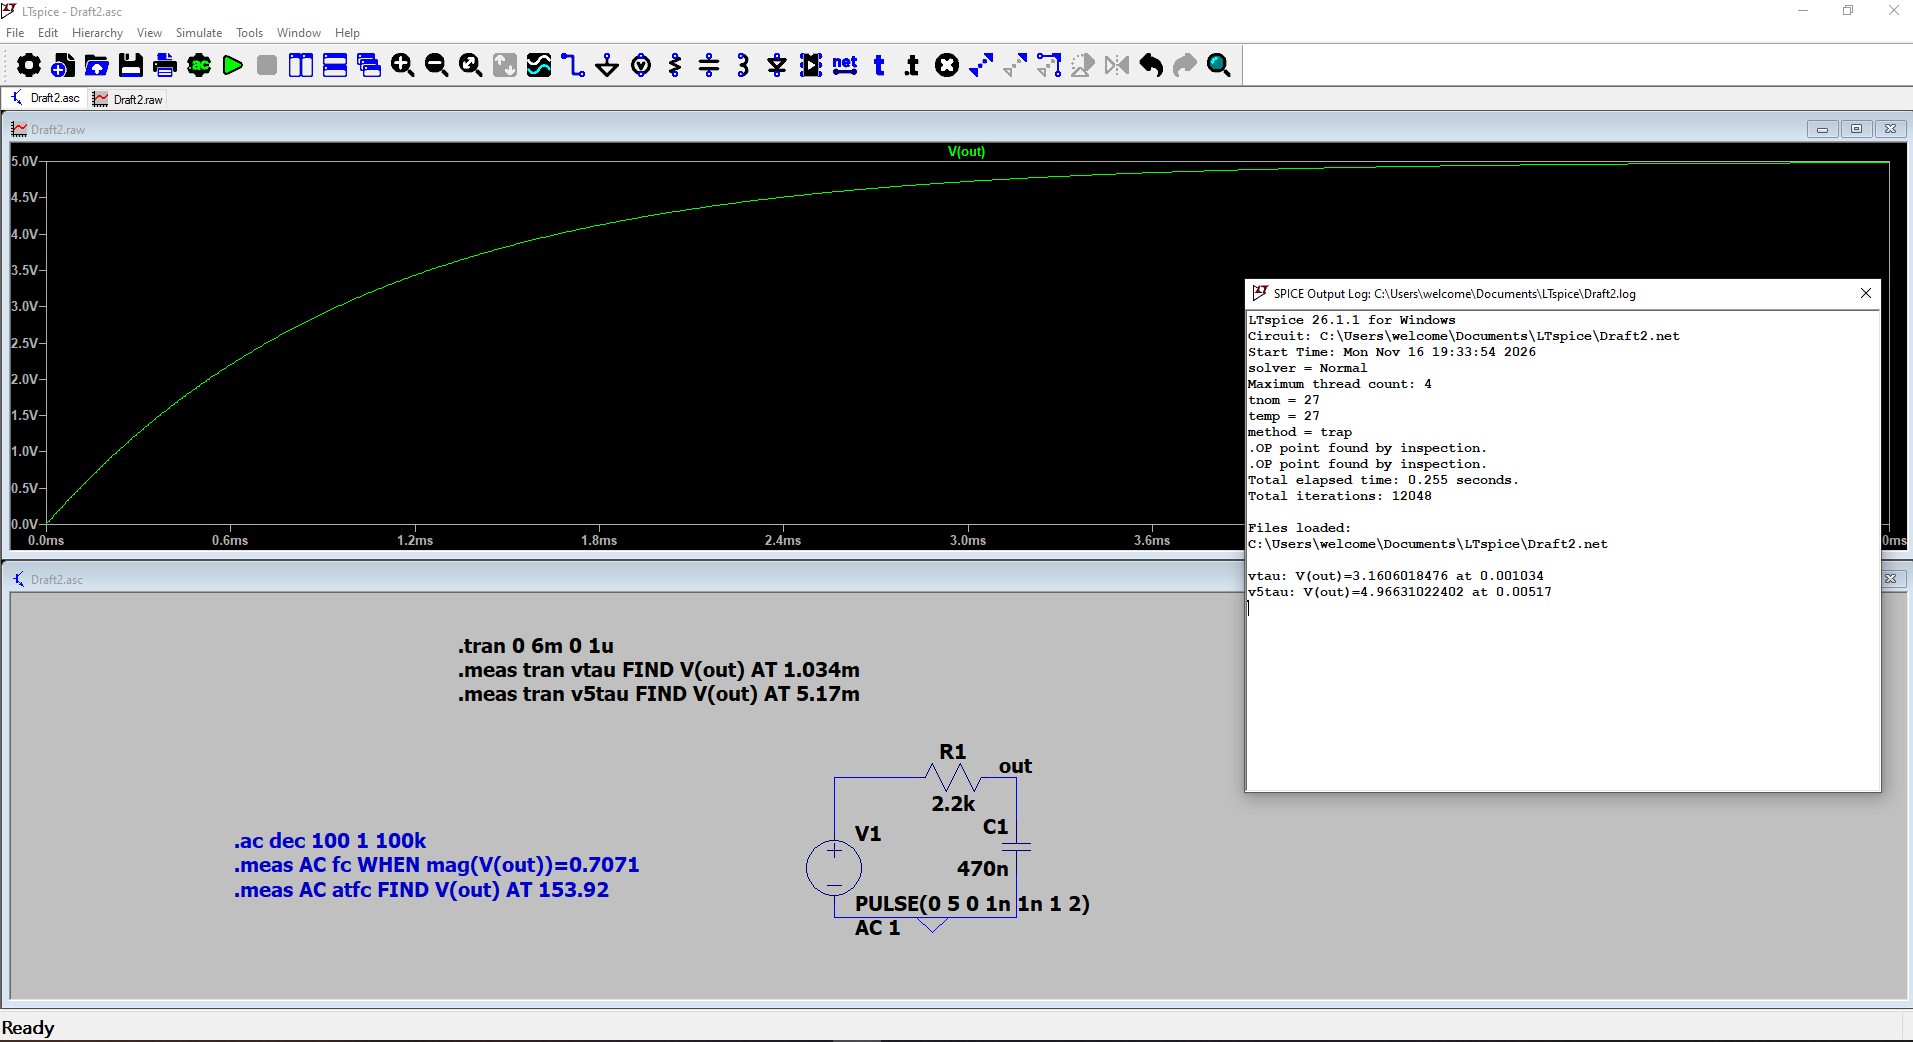 LTspice - Draft2.asc
File Edit Hierarchy View Simulate Tools Window Help
.ac net t .t
Draft2.asc Draft2.raw
Draft2.raw
V(out)
5.0V
4.5V
4.0V
3.5V
3.0V
2.5V
2.0V
1.5V
1.0V
0.5V
0.0V
0.0ms 0.6ms 1.2ms 1.8ms 2.4ms 3.0ms 3.6ms 0ms
SPICE Output Log: C:\Users\welcome\Documents\LTspice\Draft2.log
LTspice 26.1.1 for Windows
Circuit: C:\Users\welcome\Documents\LTspice\Draft2.net
Start Time: Mon Nov 16 19:33:54 2026
solver = Normal
Maximum thread count: 4
tnom = 27
temp = 27
method = trap
.OP point found by inspection.
.OP point found by inspection.
Total elapsed time: 0.255 seconds.
Total iterations: 12048
Files loaded:
C:\Users\welcome\Documents\LTspice\Draft2.net
vtau: V(out)=3.1606018476 at 0.001034
v5tau: V(out)=4.96631022402 at 0.00517
Draft2.asc
.tran 0 6m 0 1u
.meas tran vtau FIND V(out) AT 1.034m
.meas tran v5tau FIND V(out) AT 5.17m
R1
out
2.2k
C1
V1
470n
PULSE(0 5 0 1n 1n 1 2)
AC 1
.ac dec 100 1 100k
.meas AC fc WHEN mag(V(out))=0.7071
.meas AC atfc FIND V(out) AT 153.92
Ready